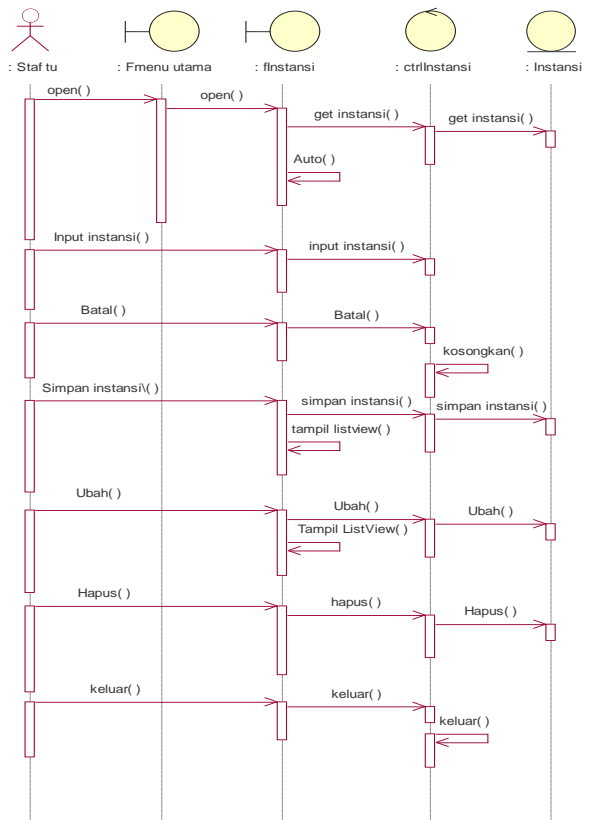 : Staf tu : Fmenu utama : fInstansi : ctrlInstansi : Instansi
open( )
open( )
get instansi( )
get instansi( )
Auto( )
Input instansi( )
input instansi( )
Batal( )
Batal( )
kosongkan( )
Simpan instansi\( )
simpan instansi( )
simpan instansi( )
tampil listview( )
Ubah( )
Ubah( )
Ubah( )
Tampil ListView( )
Hapus( )
hapus( )
Hapus( )
keluar( )
keluar( )
keluar( )